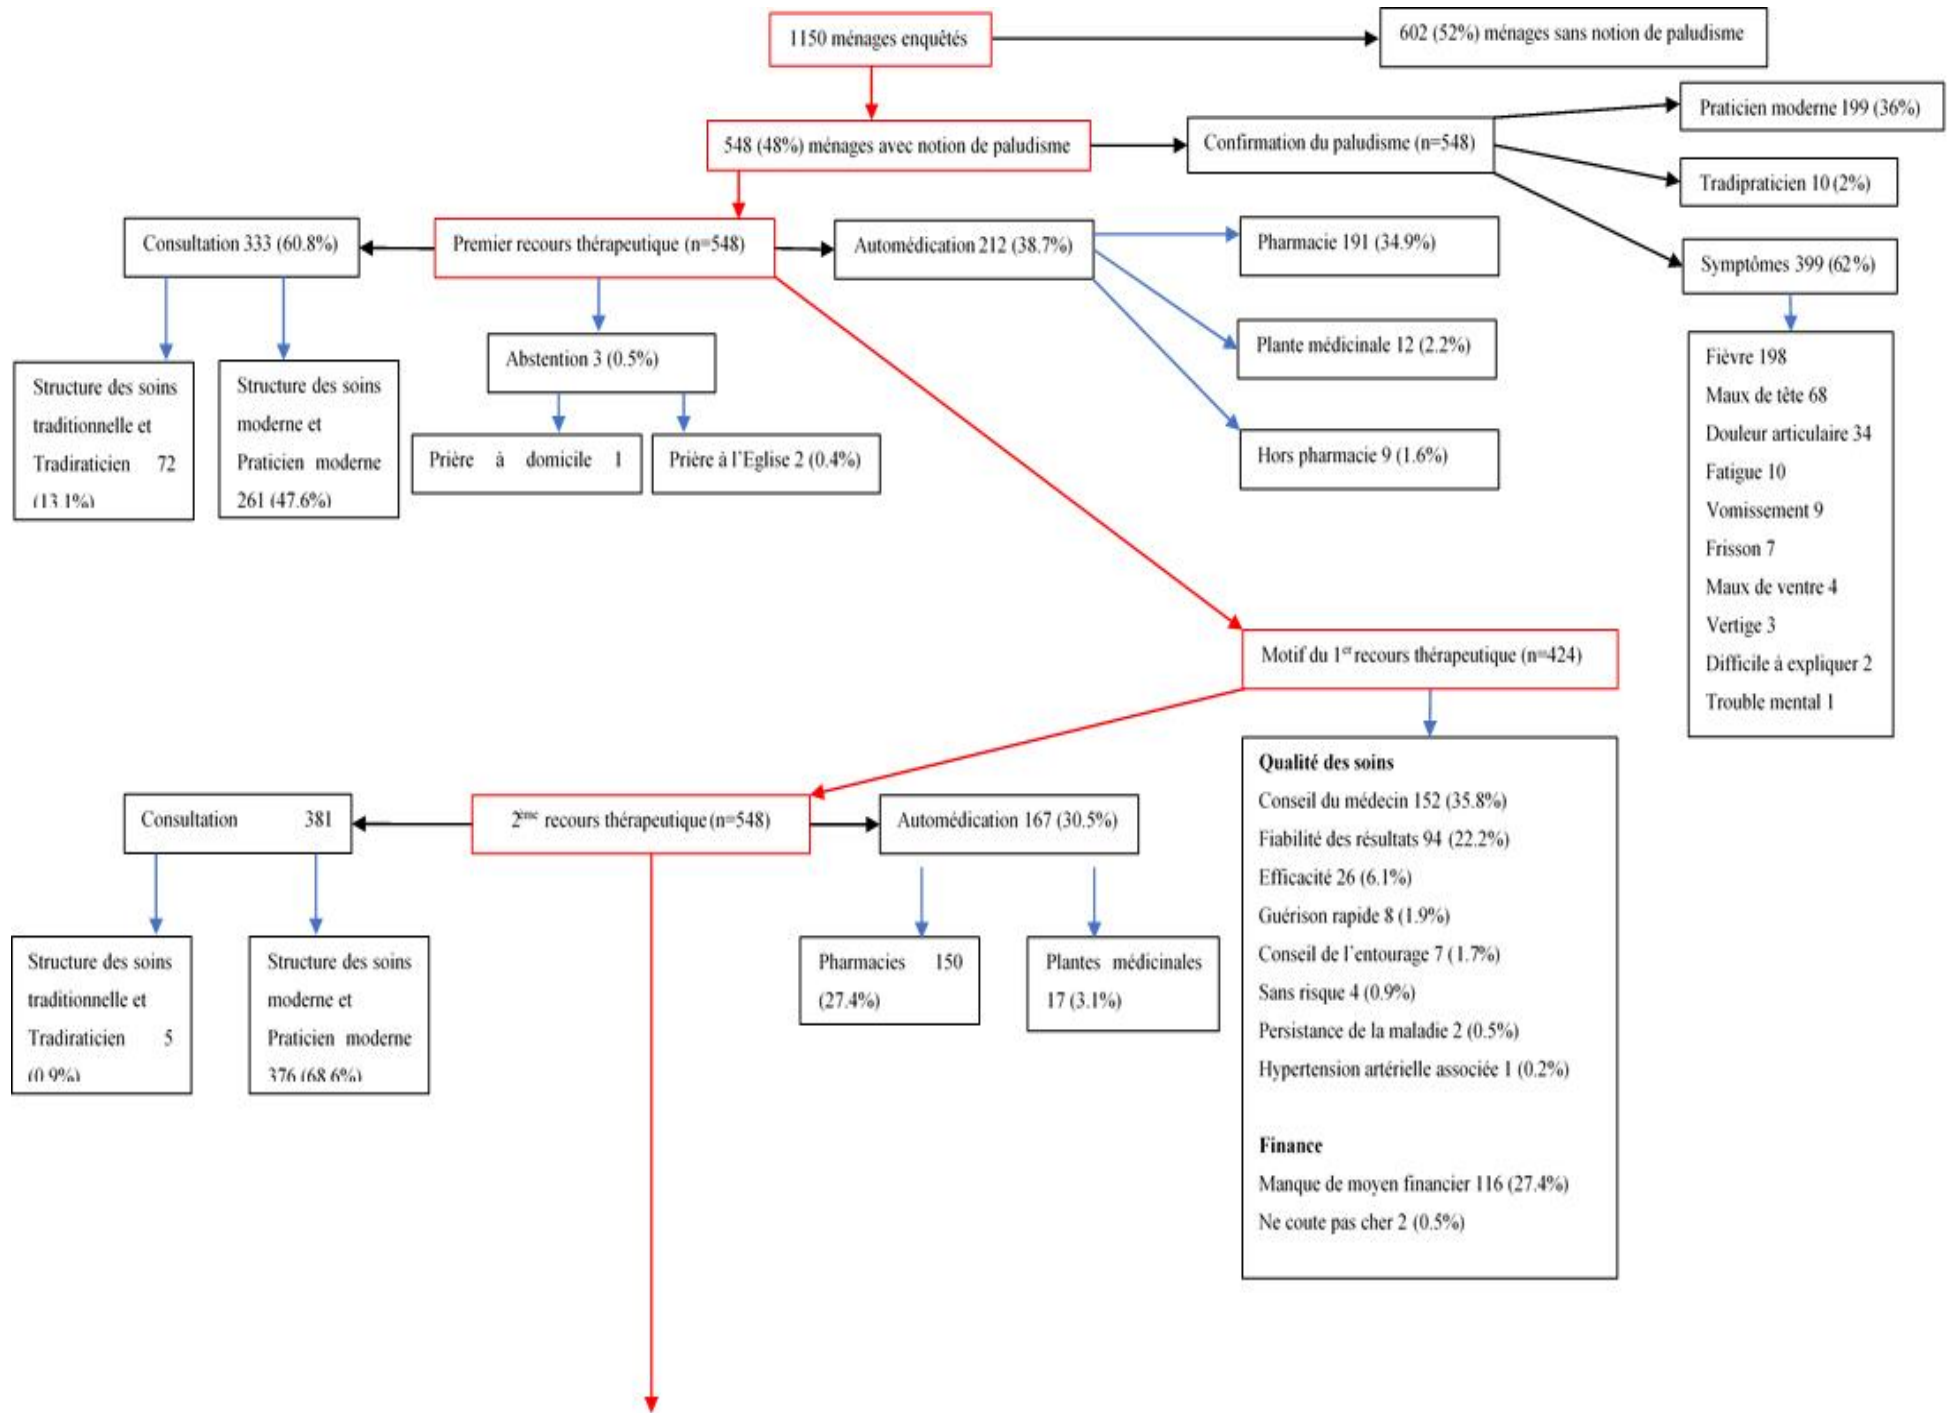 1150 ménages enquêtés
602 (52%) ménages sans notion de paludisme
548 (48%) ménages avec notion de paludisme
Confirmation du paludisme (n=548)
Praticien moderne 199 (36%)
Tradipraticien 10 (2%)
Symptômes 399 (62%)
Fièvre 198
Maux de tête 68
Douleur articulaire 34
Fatigue 10
Vomissement 9
Frisson 7
Maux de ventre 4
Vertige 3
Difficile à expliquer 2
Trouble mental 1
Premier recours thérapeutique (n=548)
Consultation 333 (60.8%)
Structure des soins
traditionnelle et
Tradiraticien 72
(13.1%)
Structure des soins
moderne et
Praticien moderne
261 (47.6%)
Abstention 3 (0.5%)
Prière à domicile 1
Prière à l'Eglise 2 (0.4%)
Automédication 212 (38.7%)
Pharmacie 191 (34.9%)
Plante médicinale 12 (2.2%)
Hors pharmacie 9 (1.6%)
Motif du 1er recours thérapeutique (n=424)
Qualité des soins
Conseil du médecin 152 (35.8%)
Fiabilité des résultats 94 (22.2%)
Efficacité 26 (6.1%)
Guérison rapide 8 (1.9%)
Conseil de l'entourage 7 (1.7%)
Sans risque 4 (0.9%)
Persistance de la maladie 2 (0.5%)
Hypertension artérielle associée 1 (0.2%)
Finance
Manque de moyen financier 116 (27.4%)
Ne coute pas cher 2 (0.5%)
2ème recours thérapeutique (n=548)
Consultation 381
Structure des soins
traditionnelle et
Tradiraticien 5
(0.9%)
Structure des soins
moderne et
Praticien moderne
376 (68.6%)
Automédication 167 (30.5%)
Pharmacies 150
(27.4%)
Plantes médicinales
17 (3.1%)